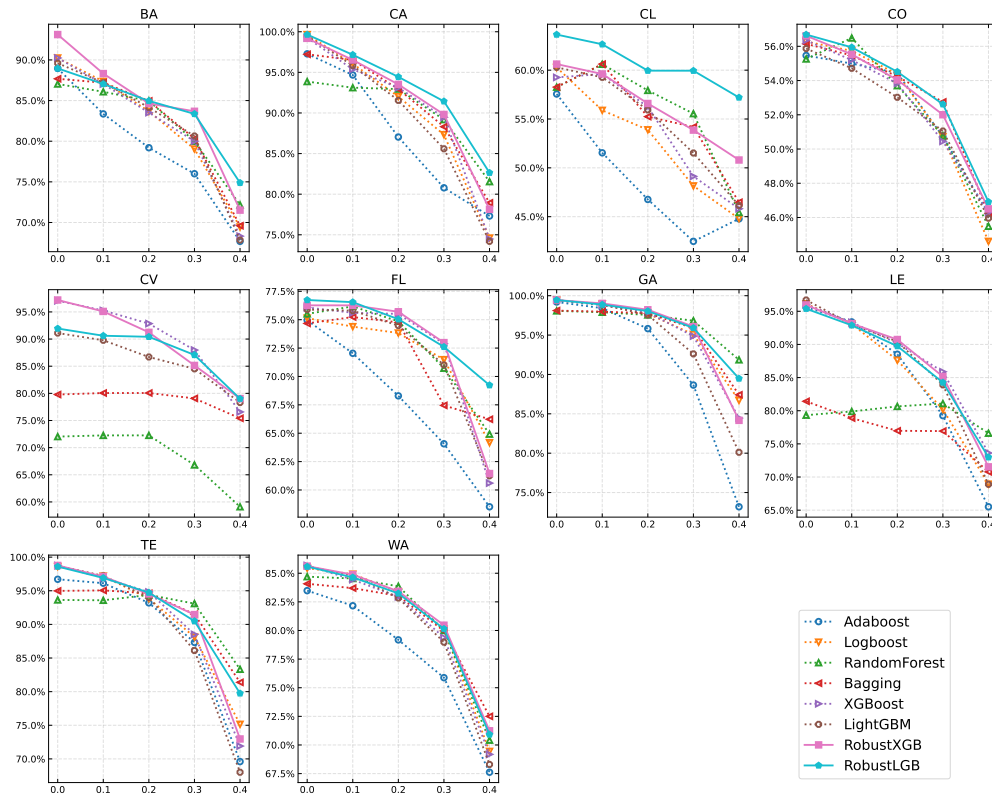 BA
CA
CL
CO
90.0%
85.0%
80.0%
75.0%
70.0%
0.0 0.1 0.2 0.3 0.4
100.0%
95.0%
90.0%
85.0%
80.0%
75.0%
0.0 0.1 0.2 0.3 0.4
60.0%
55.0%
50.0%
45.0%
0.0 0.1 0.2 0.3 0.4
56.0%
54.0%
52.0%
50.0%
48.0%
46.0%
0.0 0.1 0.2 0.3 0.4
CV
FL
GA
LE
95.0%
90.0%
85.0%
80.0%
75.0%
70.0%
65.0%
60.0%
0.0 0.1 0.2 0.3 0.4
77.5%
75.0%
72.5%
70.0%
67.5%
65.0%
62.5%
60.0%
0.0 0.1 0.2 0.3 0.4
100.0%
95.0%
90.0%
85.0%
80.0%
75.0%
0.0 0.1 0.2 0.3 0.4
95.0%
90.0%
85.0%
80.0%
75.0%
70.0%
65.0%
0.0 0.1 0.2 0.3 0.4
TE
WA
100.0%
95.0%
90.0%
85.0%
80.0%
75.0%
70.0%
0.0 0.1 0.2 0.3 0.4
85.0%
82.5%
80.0%
77.5%
75.0%
72.5%
70.0%
67.5%
0.0 0.1 0.2 0.3 0.4
Adaboost
Logboost
RandomForest
Bagging
XGBoost
LightGBM
RobustXGB
RobustLGB